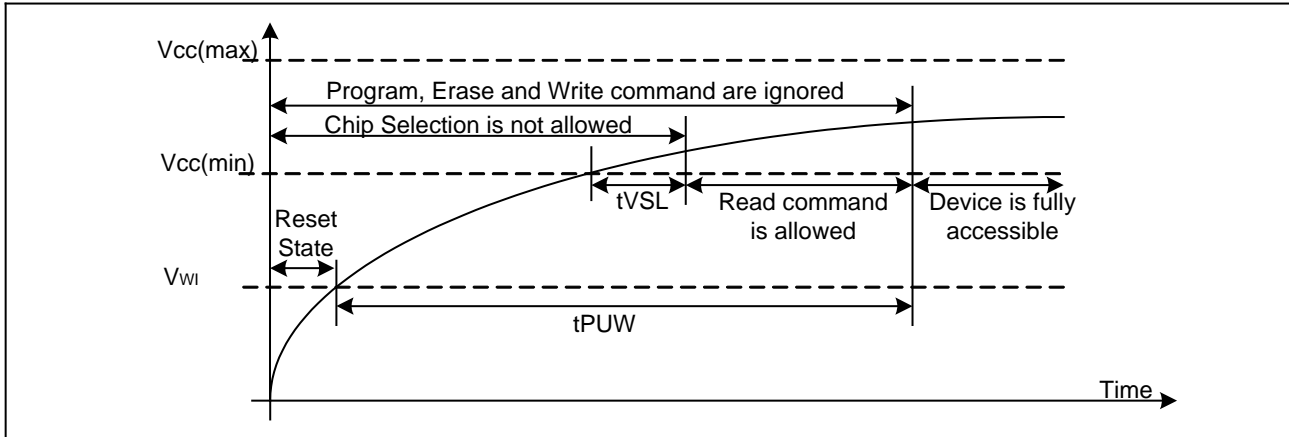 Vcc(max)
Program, Erase and Write command are ignored
Chip Selection is not allowed
Vcc(min)
tVSL
Read command
is allowed
Device is fully
accessible
Reset
State
VWI
tPUW
Time